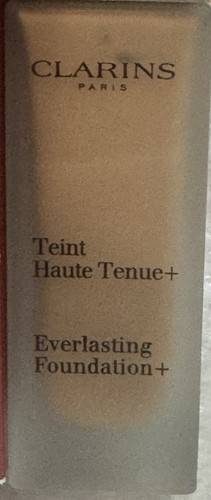 CLARINS
PARIS
Teint
Haute Tenue+
Everlasting
Foundation+